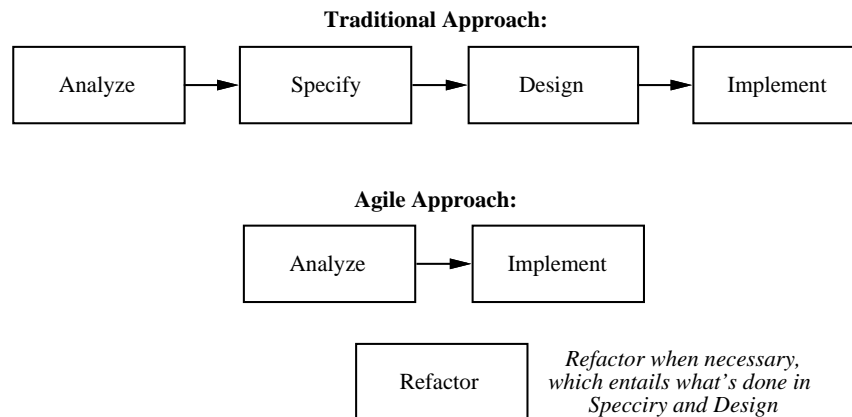 Traditional Approach:
Analyze
Specify
Design
Implement
Agile Approach:
Analyze
Implement
Refactor
Refactor when necessary,
which entails what's done in
Specciry and Design